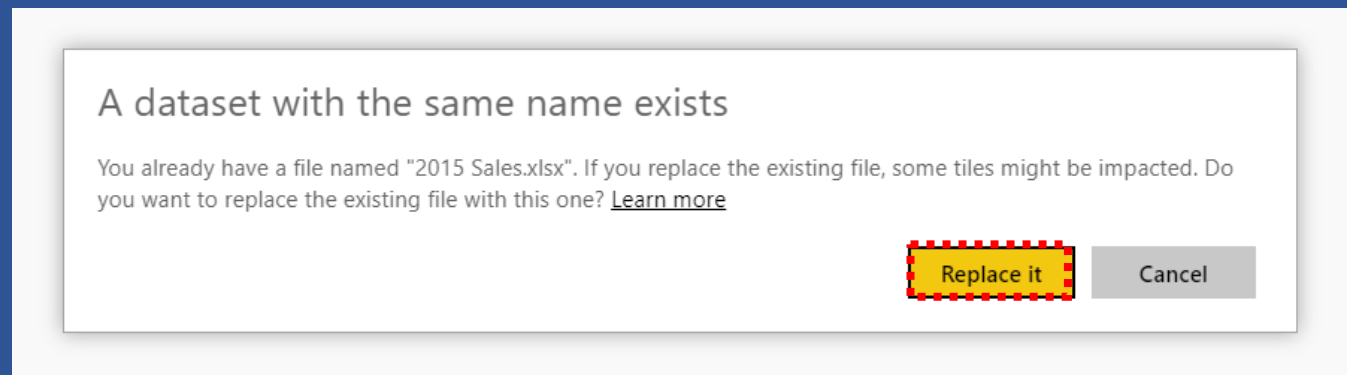 A dataset with the same name exists
You already have a file named "2015 Sales.xlsx". If you replace the existing file, some tiles might be impacted. Do
you want to replace the existing file with this one? Learn more
Replace it
Cancel